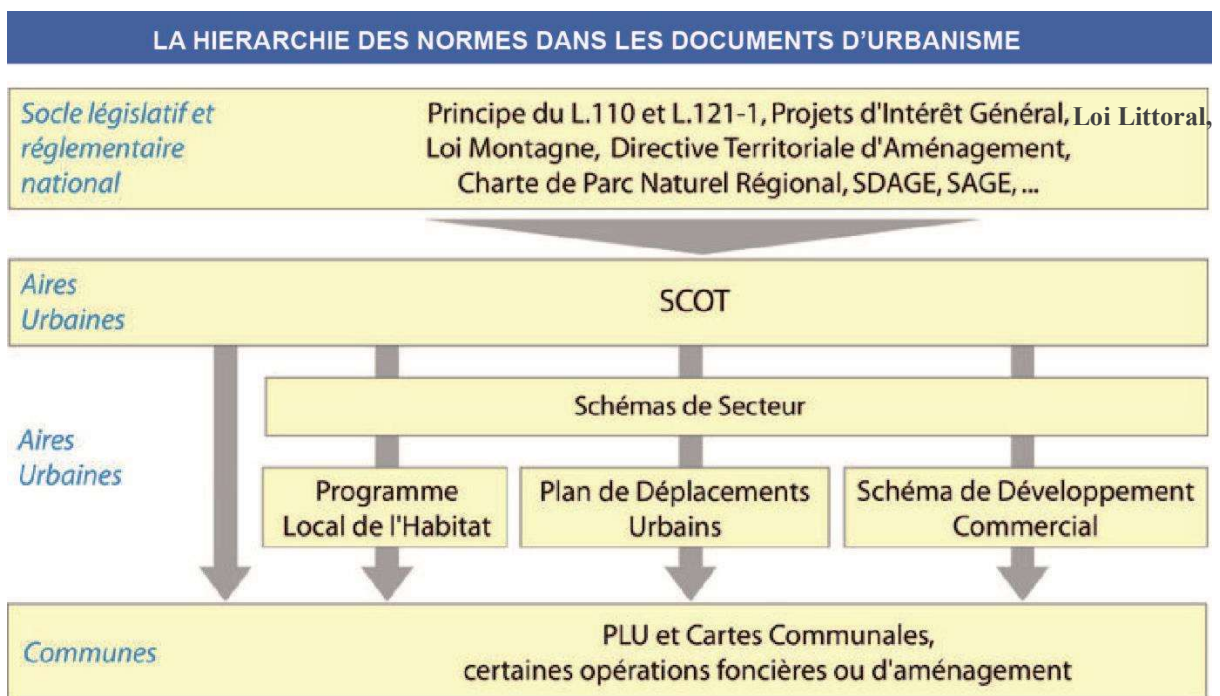 LA HIERARCHIE DES NORMES DANS LES DOCUMENTS D'URBANISME
Socle législatif et
réglementaire
national
Principe du L.110 et L.121-1, Projets d'Intérêt Général, Loi Littoral,
Loi Montagne, Directive Territoriale d'Aménagement,
Charte de Parc Naturel Régional, SDAGE, SAGE, ...
Aires
Urbaines
SCOT
Aires
Urbaines
Schémas de Secteur
Programme
Local de l'Habitat
Plan de Déplacements
Urbains
Schéma de Développement
Commercial
Communes
PLU et Cartes Communales,
certaines opérations foncières ou d'aménagement